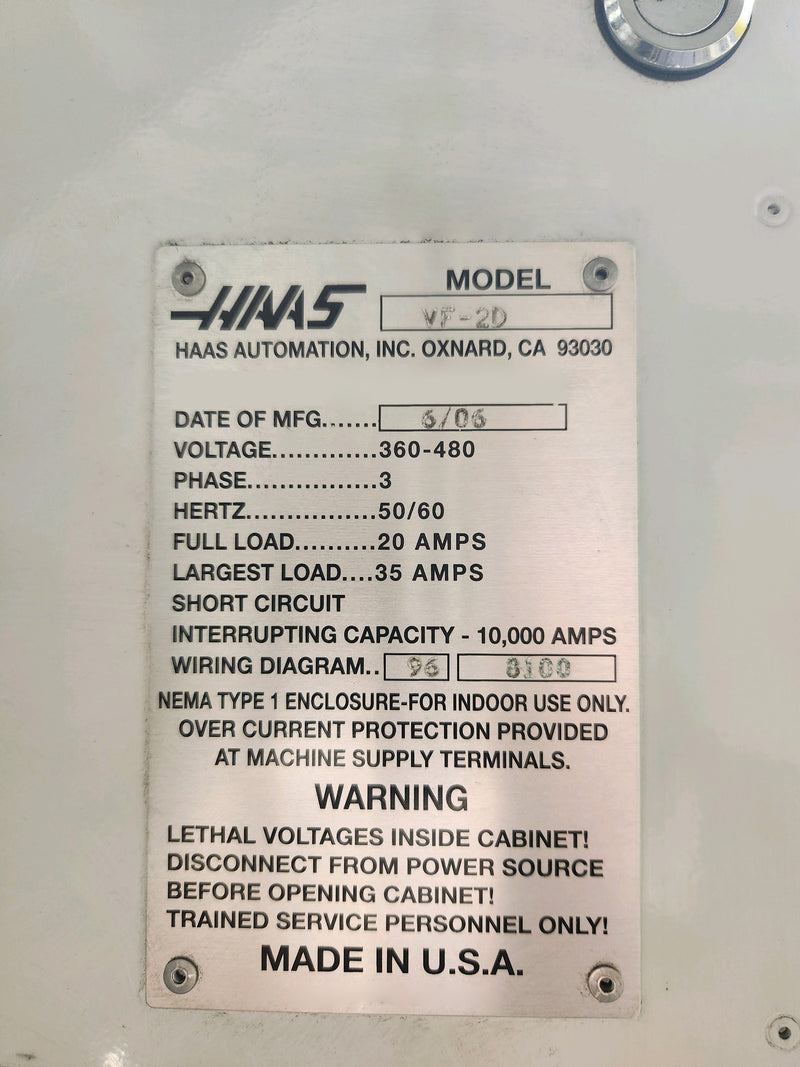 MODEL
HAAS VF-2D
HAAS AUTOMATION, INC. OXNARD, CA 93030
DATE OF MFG....... 6/06
VOLTAGE.............360-480
PHASE................3
HERTZ................50/60
FULL LOAD..........20 AMPS
LARGEST LOAD....35 AMPS
SHORT CIRCUIT
INTERRUPTING CAPACITY - 10,000 AMPS
WIRING DIAGRAM.. 96 8100
NEMA TYPE 1 ENCLOSURE-FOR INDOOR USE ONLY.
OVER CURRENT PROTECTION PROVIDED
AT MACHINE SUPPLY TERMINALS.
WARNING
LETHAL VOLTAGES INSIDE CABINET!
DISCONNECT FROM POWER SOURCE
BEFORE OPENING CABINET!
TRAINED SERVICE PERSONNEL ONLY!
MADE IN U.S.A.